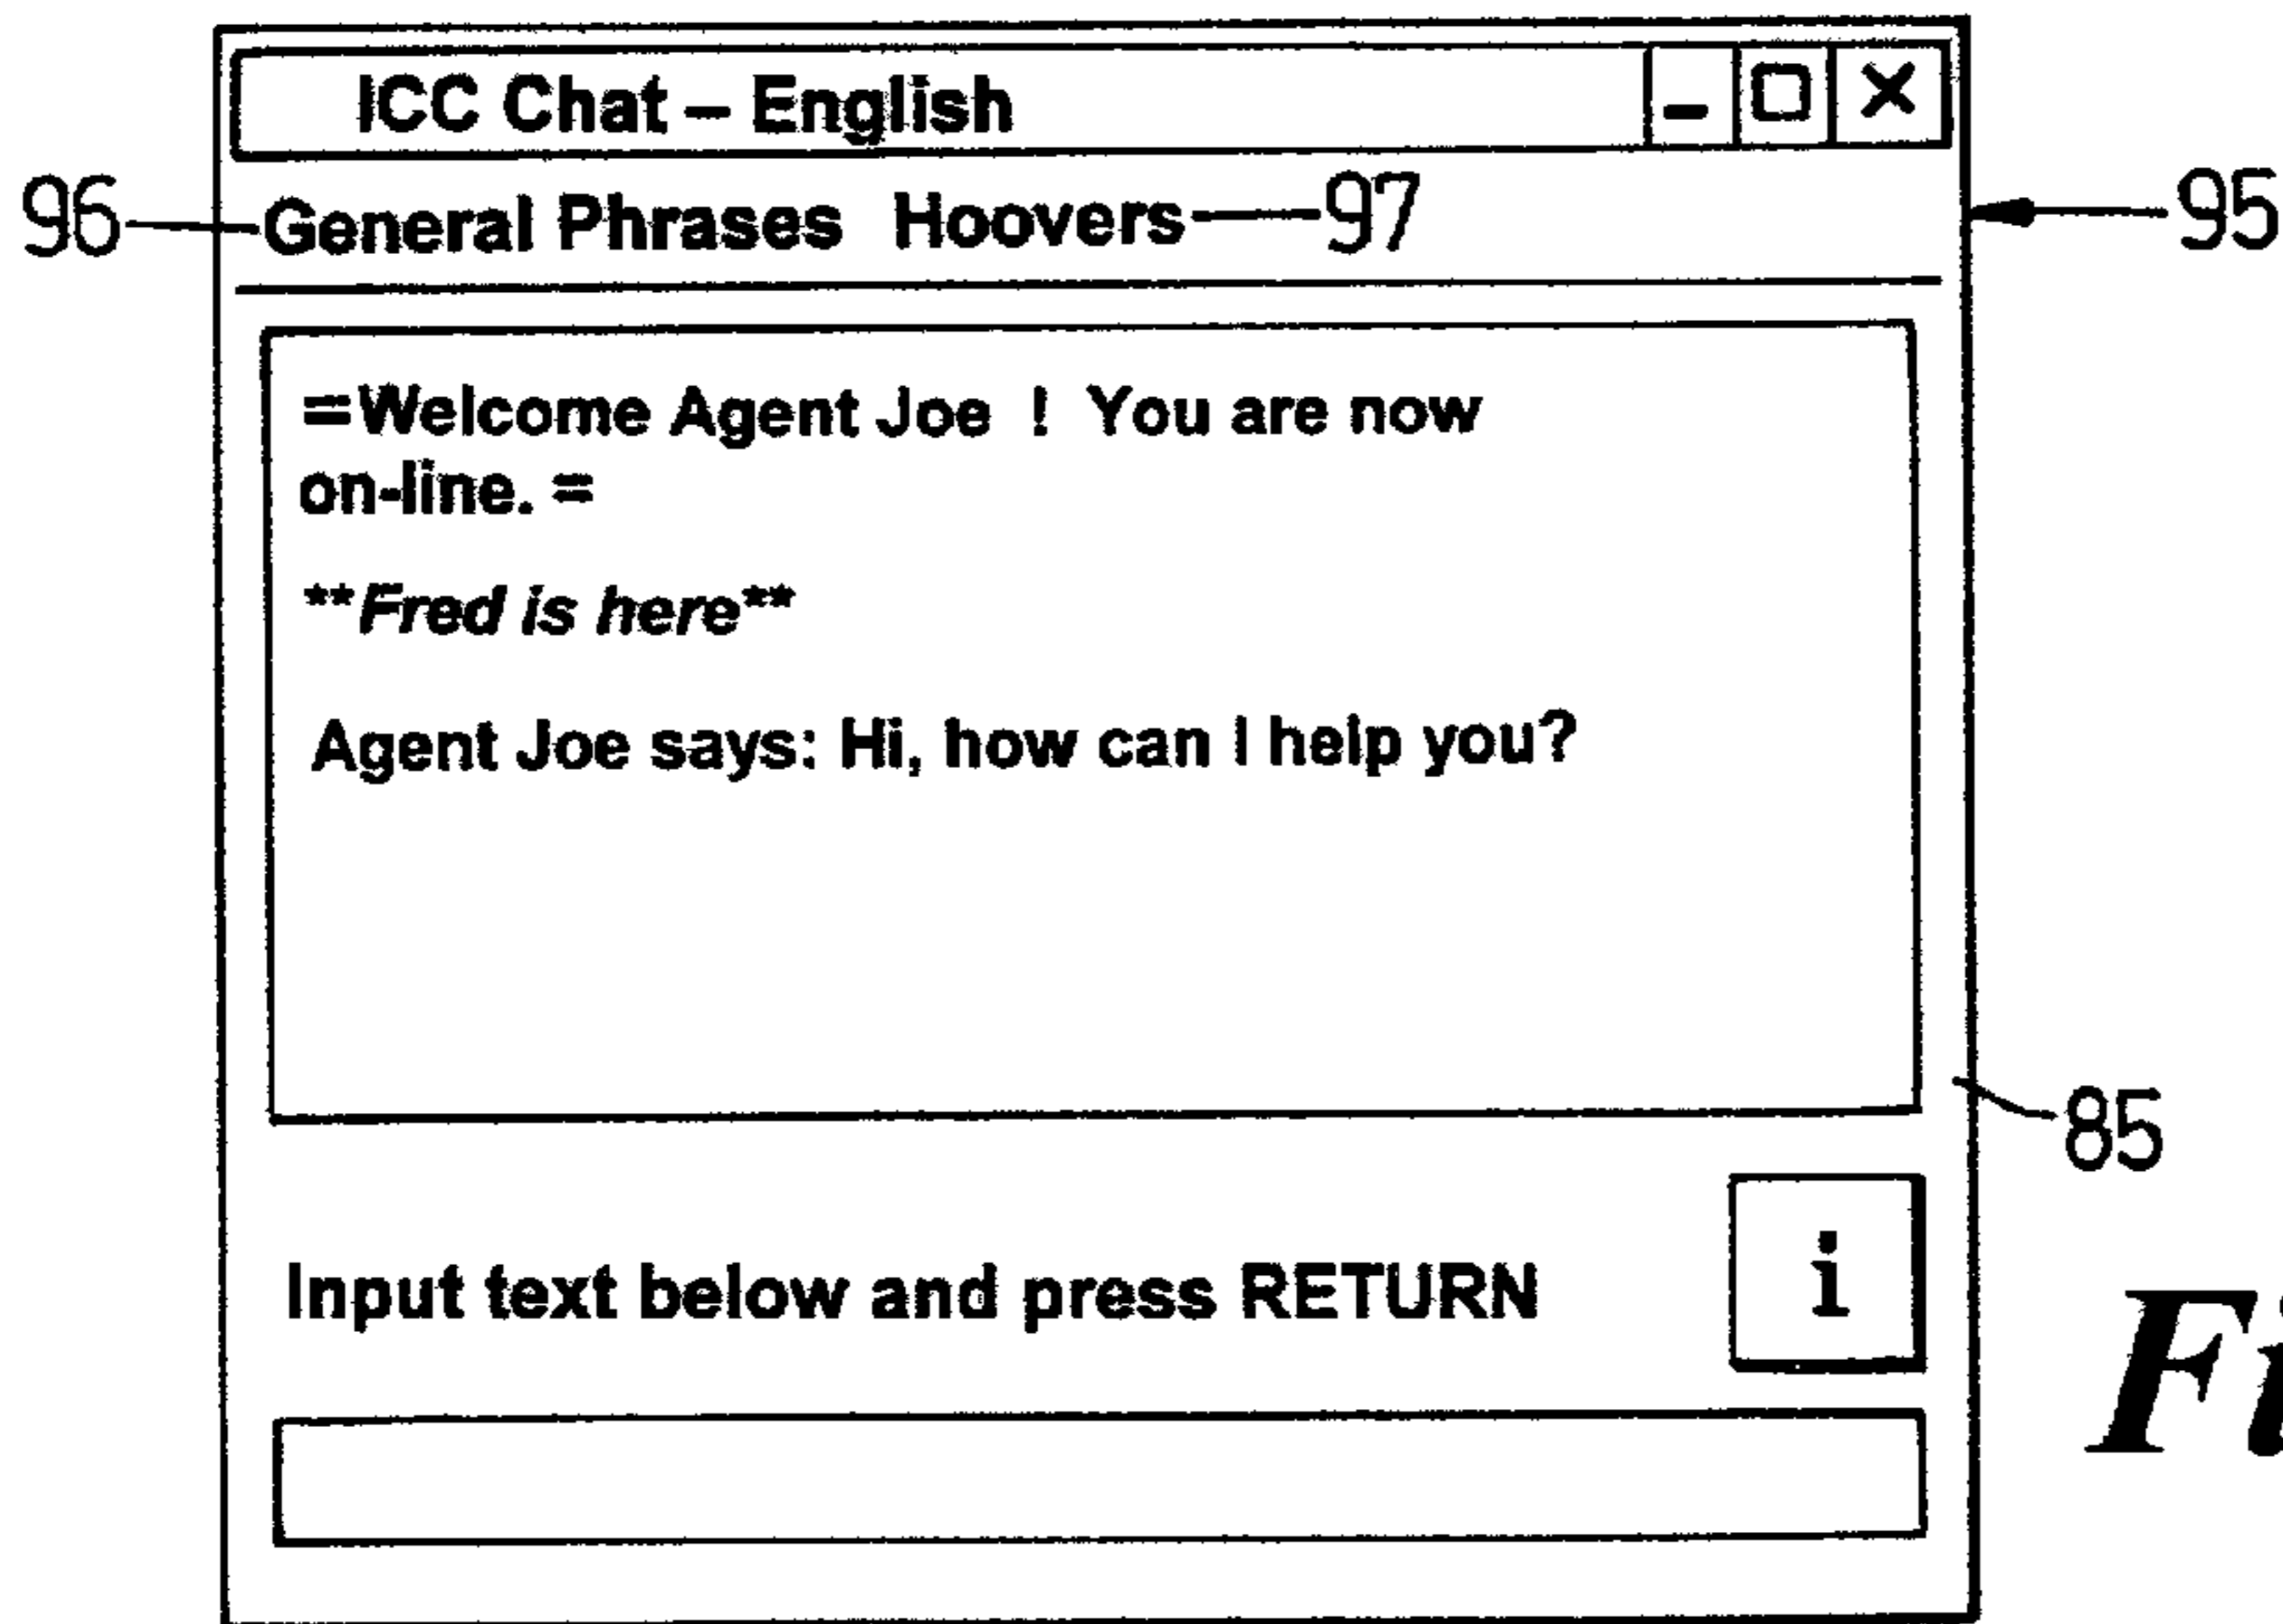 ICC Chat – English
96 General Phrases Hoovers 97 95
=Welcome Agent Joe ! You are now
on-line. =
**Fred is here**
Agent Joe says: Hi, how can I help you?
85
Input text below and press RETURN i